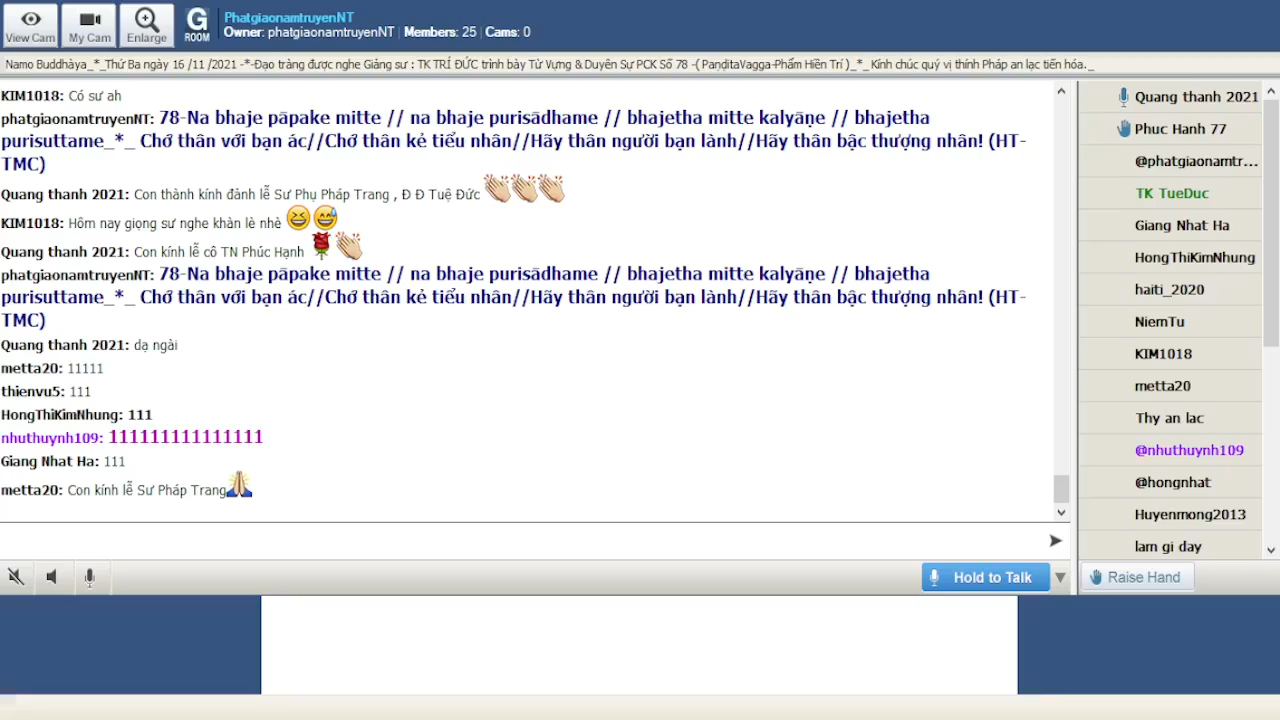 View Cam
My Cam
Enlarge
G
ROOM
PhatgiaonamtruyenNT
Owner: phatgiaonamtruyenNT | Members: 25 | Cams: 0
Namo Buddhàya_*_Thứ Ba ngày 16 /11 /2021 -*-Đạo tràng được nghe Giảng sư : TK TRÍ ĐỨC trình bày Từ Vựng & Duyên Sự PCK Số 78 -( PaṇḍitaVagga-Phẩm Hiền Trí )_*_ Kính chúc quý vị thính Pháp an lạc tiến hóa._
KIM1018: Có sư ah
phatgiaonamtruyenNT: 78-Na bhaje pāpake mitte // na bhaje purisādhame // bhajetha mitte kalyāṇe // bhajetha
purisuttame_*_ Chớ thân với bạn ác//Chớ thân kẻ tiểu nhân//Hãy thân người bạn lành//Hãy thân bậc thượng nhân! (HT-
TMC)
Quang thanh 2021: Con thành kính đảnh lễ Sư Phụ Pháp Trang , Đ Đ Tuệ Đức 👏🏻👏🏻👏🏻
KIM1018: Hôm nay giọng sư nghe khàn lè nhè 😆😅
Quang thanh 2021: Con kính lễ cô TN Phúc Hạnh 🌹👏🏻
phatgiaonamtruyenNT: 78-Na bhaje pāpake mitte // na bhaje purisādhame // bhajetha mitte kalyāṇe // bhajetha
purisuttame_*_ Chớ thân với bạn ác//Chớ thân kẻ tiểu nhân//Hãy thân người bạn lành//Hãy thân bậc thượng nhân! (HT-
TMC)
Quang thanh 2021: dạ ngài
metta20: 11111
thienvu5: 111
HongThiKimNhung: 111
nhuthuynh109: 111111111111111
Giang Nhat Ha: 111
metta20: Con kính lễ Sư Pháp Trang🙏🏻
Hold to Talk
Quang thanh 2021
Phuc Hanh 77
@phatgiaonamtr...
TK TueDuc
Giang Nhat Ha
HongThiKimNhung
haiti_2020
NiemTu
KIM1018
metta20
Thy an lac
@nhuthuynh109
@hongnhat
Huyenmong2013
lam gi day
Raise Hand